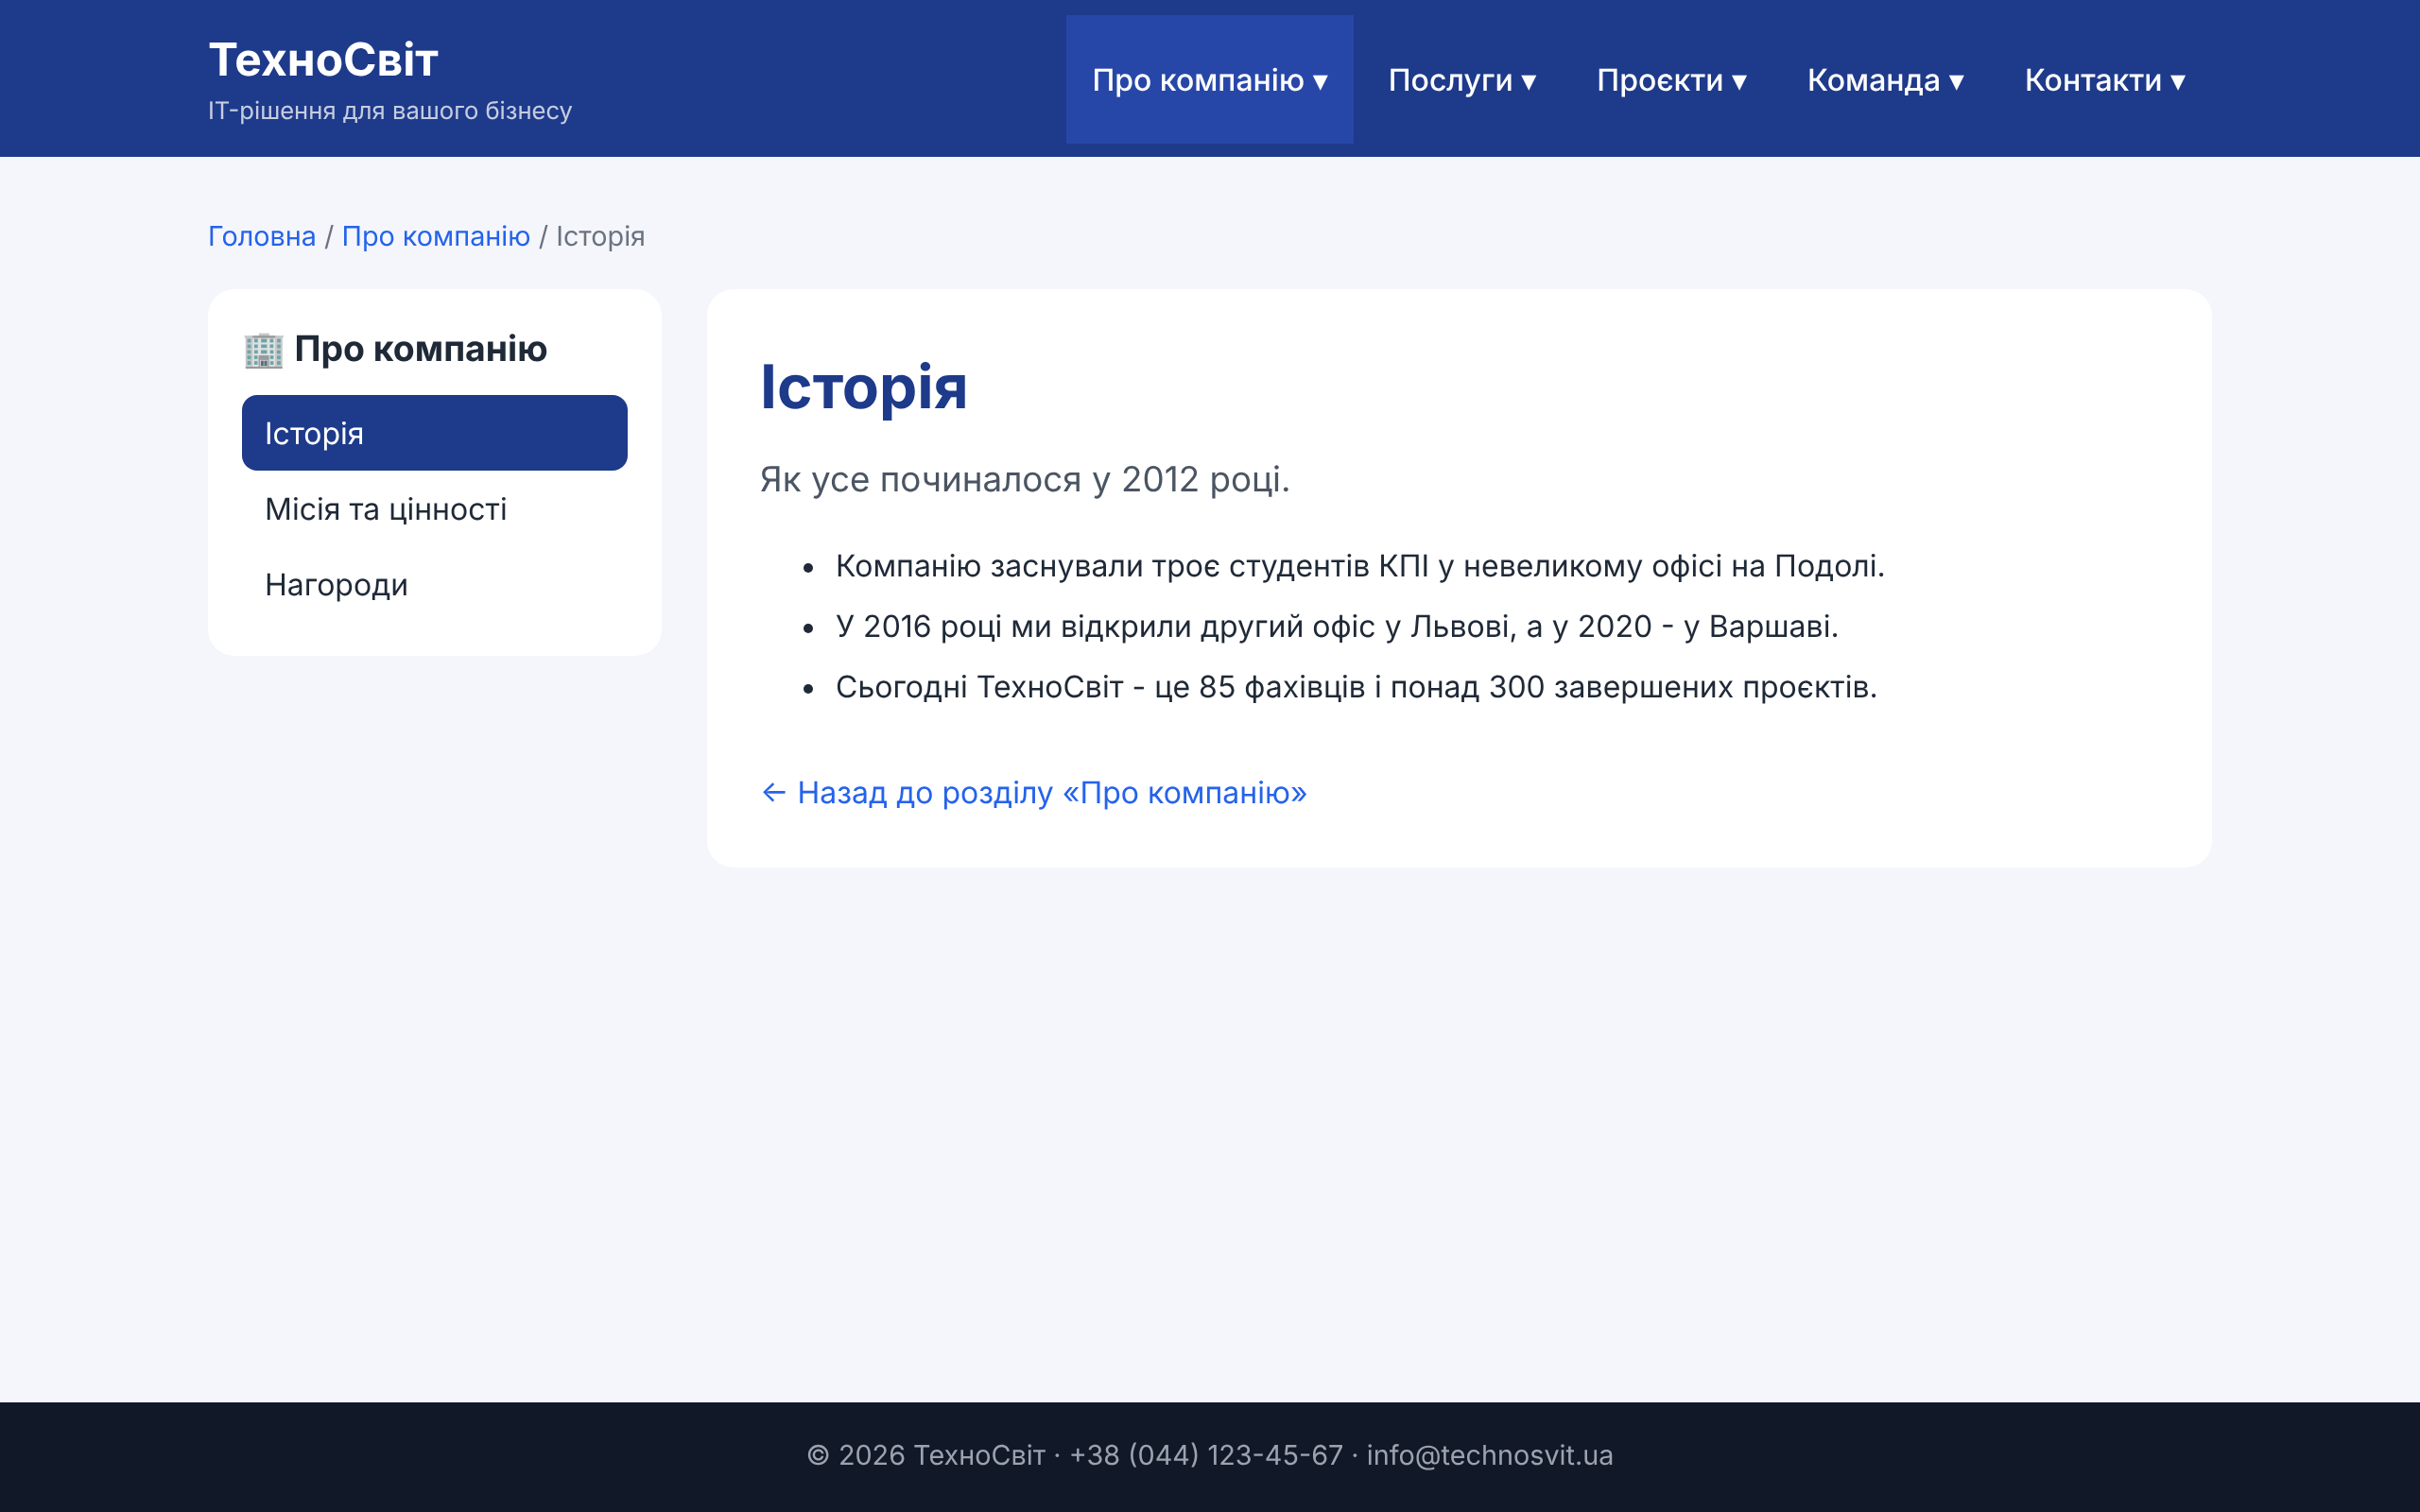 ТехноСвіт
ІТ-рішення для вашого бізнесу
Про компанію ▾ Послуги ▾ Проєкти ▾ Команда ▾ Контакти ▾
Головна / Про компанію / Історія
🏢 Про компанію
Історія
Місія та цінності
Нагороди
Історія
Як усе починалося у 2012 році.
• Компанію заснували троє студентів КПІ у невеликому офісі на Подолі.
• У 2016 році ми відкрили другий офіс у Львові, а у 2020 - у Варшаві.
• Сьогодні ТехноСвіт - це 85 фахівців і понад 300 завершених проєктів.
← Назад до розділу «Про компанію»
© 2026 ТехноСвіт · +38 (044) 123-45-67 · info@technosvit.ua